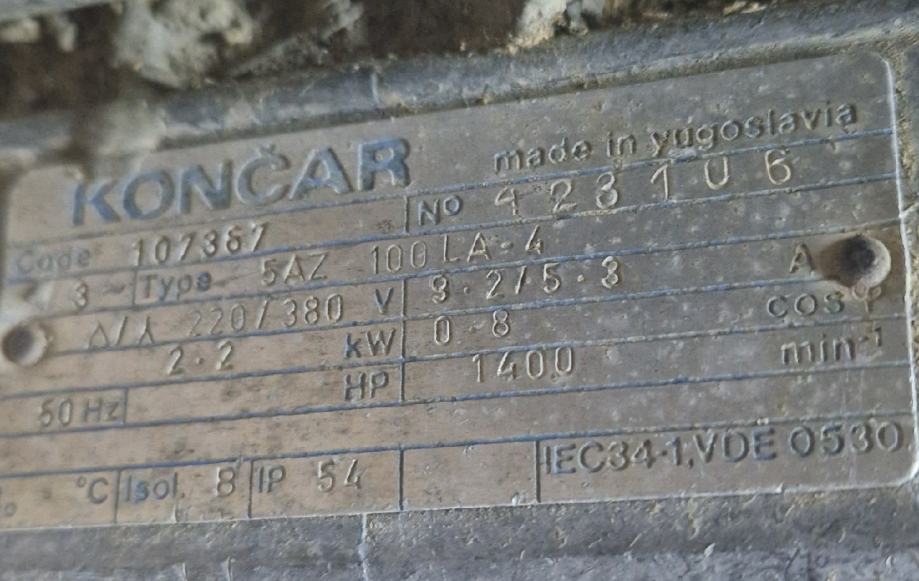 KONČAR made in yugoslavia
Code 107367 No 423106
3~ Type 5AZ 100LA-4
Δ/⅄ 220/380 V 9.2/5.3 A
2.2 kW 0.8 cos φ
50 Hz HP 1400 min-1
°C Isol. B IP 54 IEC34-1,VDE 0530